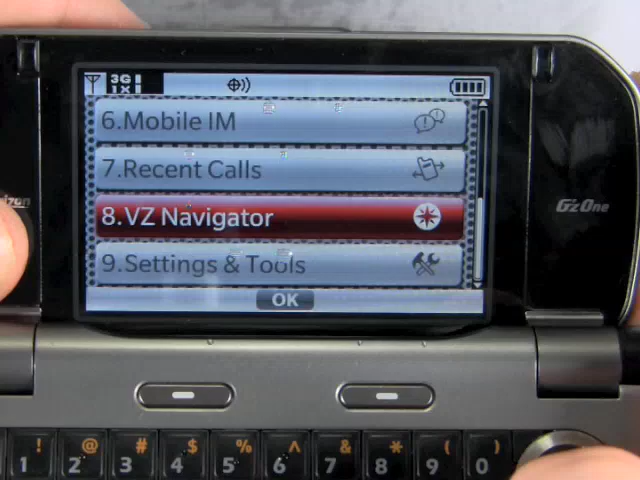 3G
1X
6.Mobile IM
7.Recent Calls
8.VZ Navigator
9.Settings & Tools
OK
G'zOne
! @ # $ % ^ & * ( )
1 2 3 4 5 6 7 8 9 0